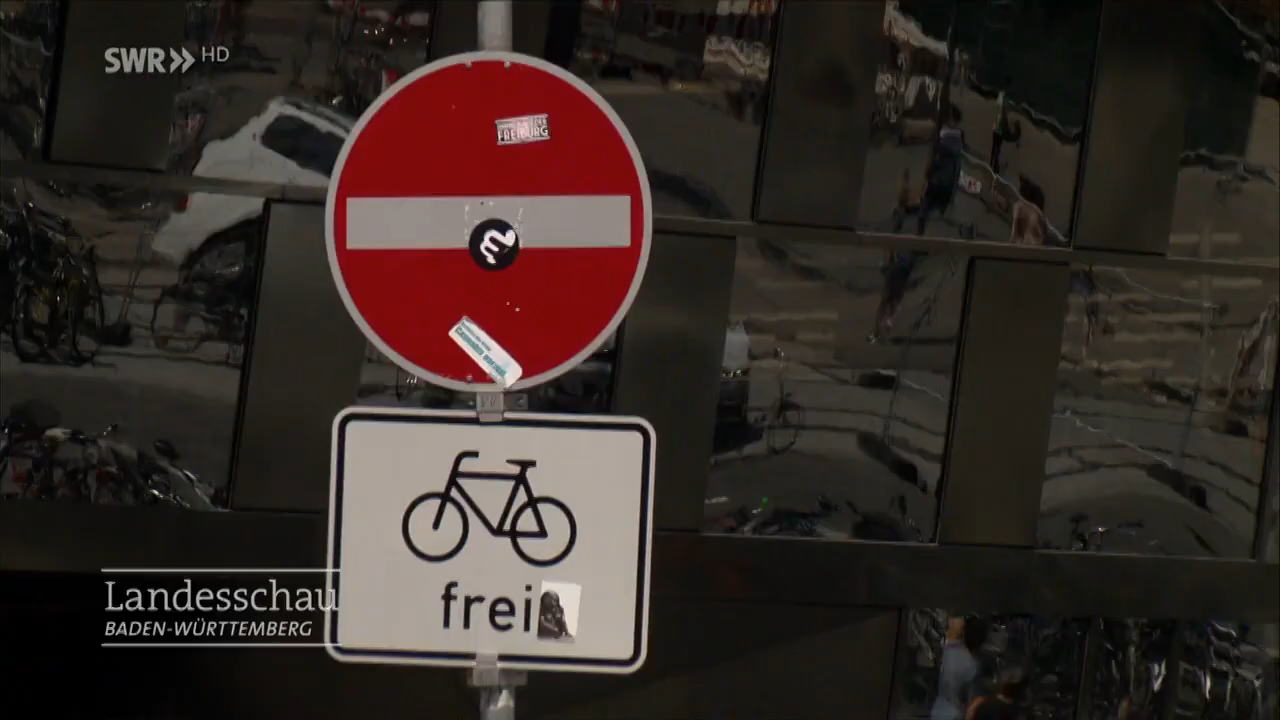 SWR HD
FREIBURG
frei
Landesschau
BADEN-WÜRTTEMBERG